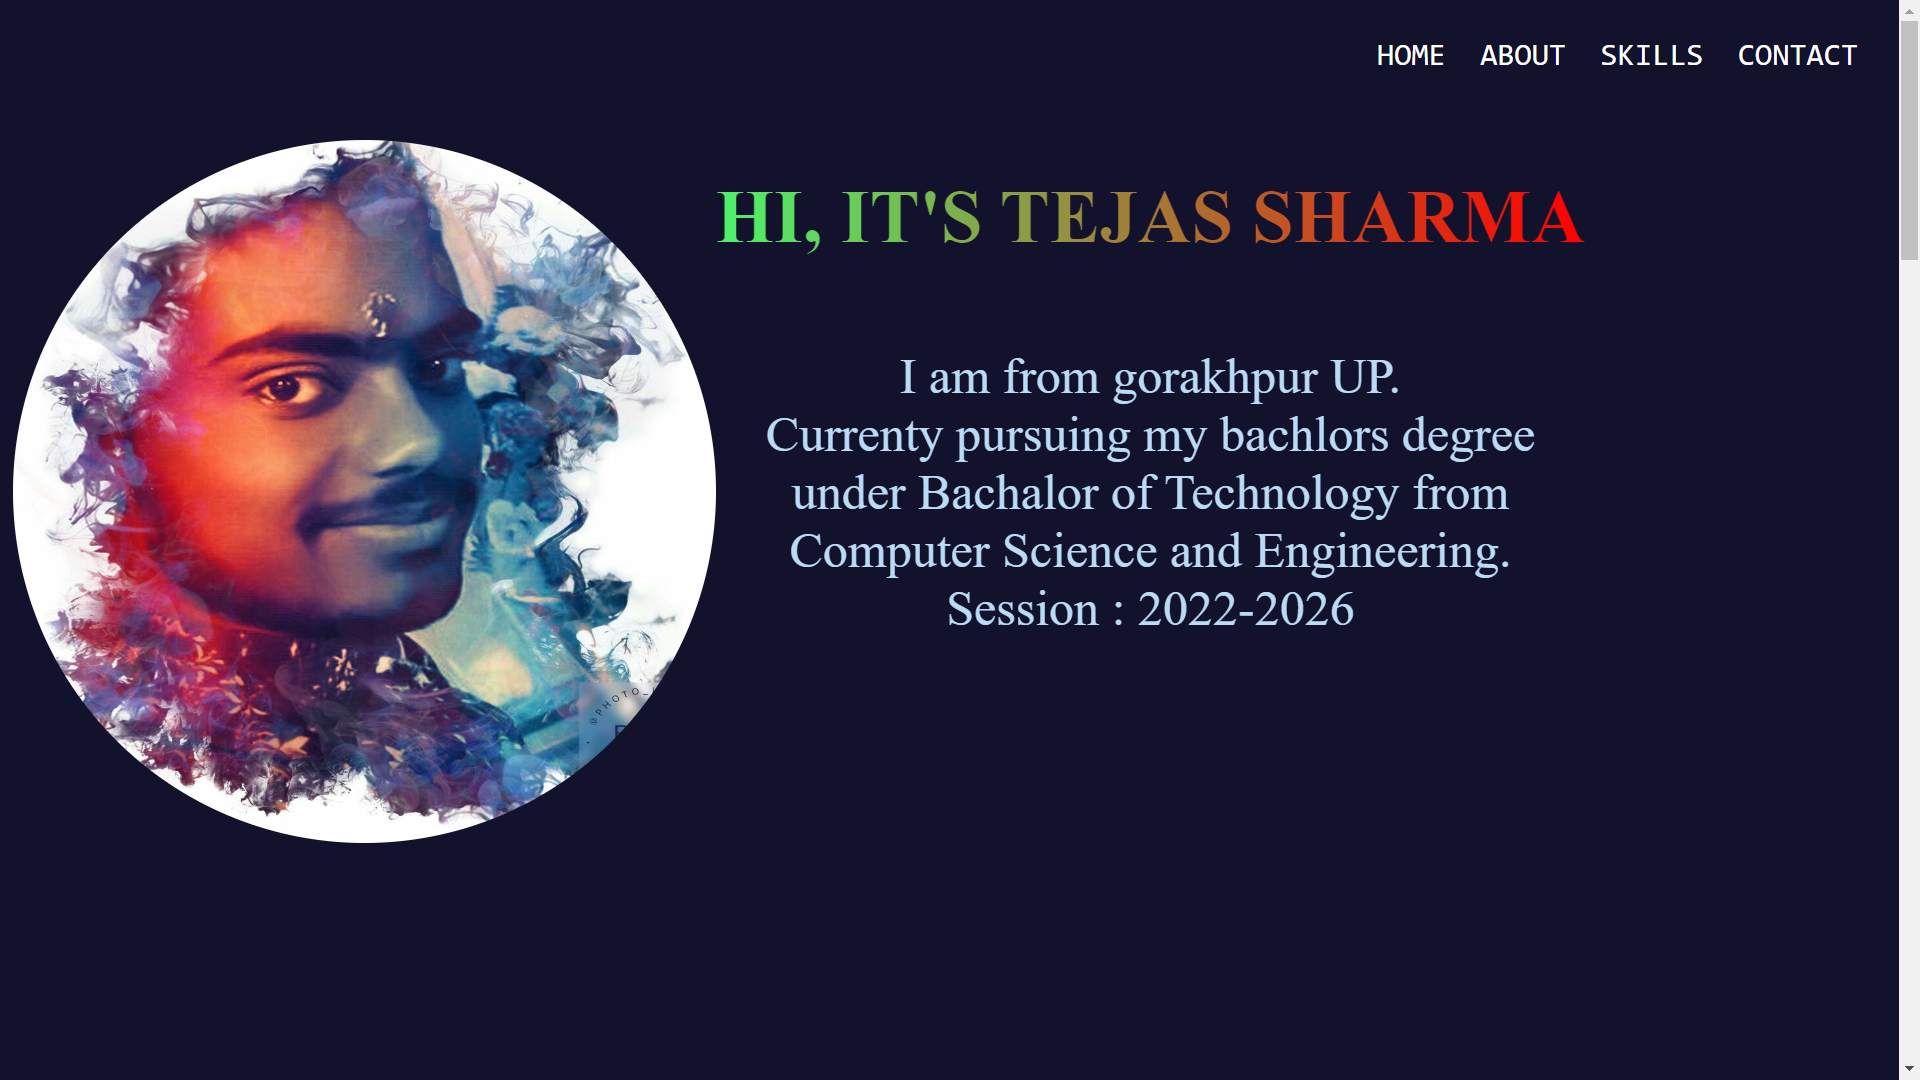 HOME ABOUT SKILLS CONTACT
HI, IT'S TEJAS SHARMA
I am from gorakhpur UP.
Currenty pursuing my bachlors degree
under Bachalor of Technology from
Computer Science and Engineering.
Session : 2022-2026
@PHOTO_